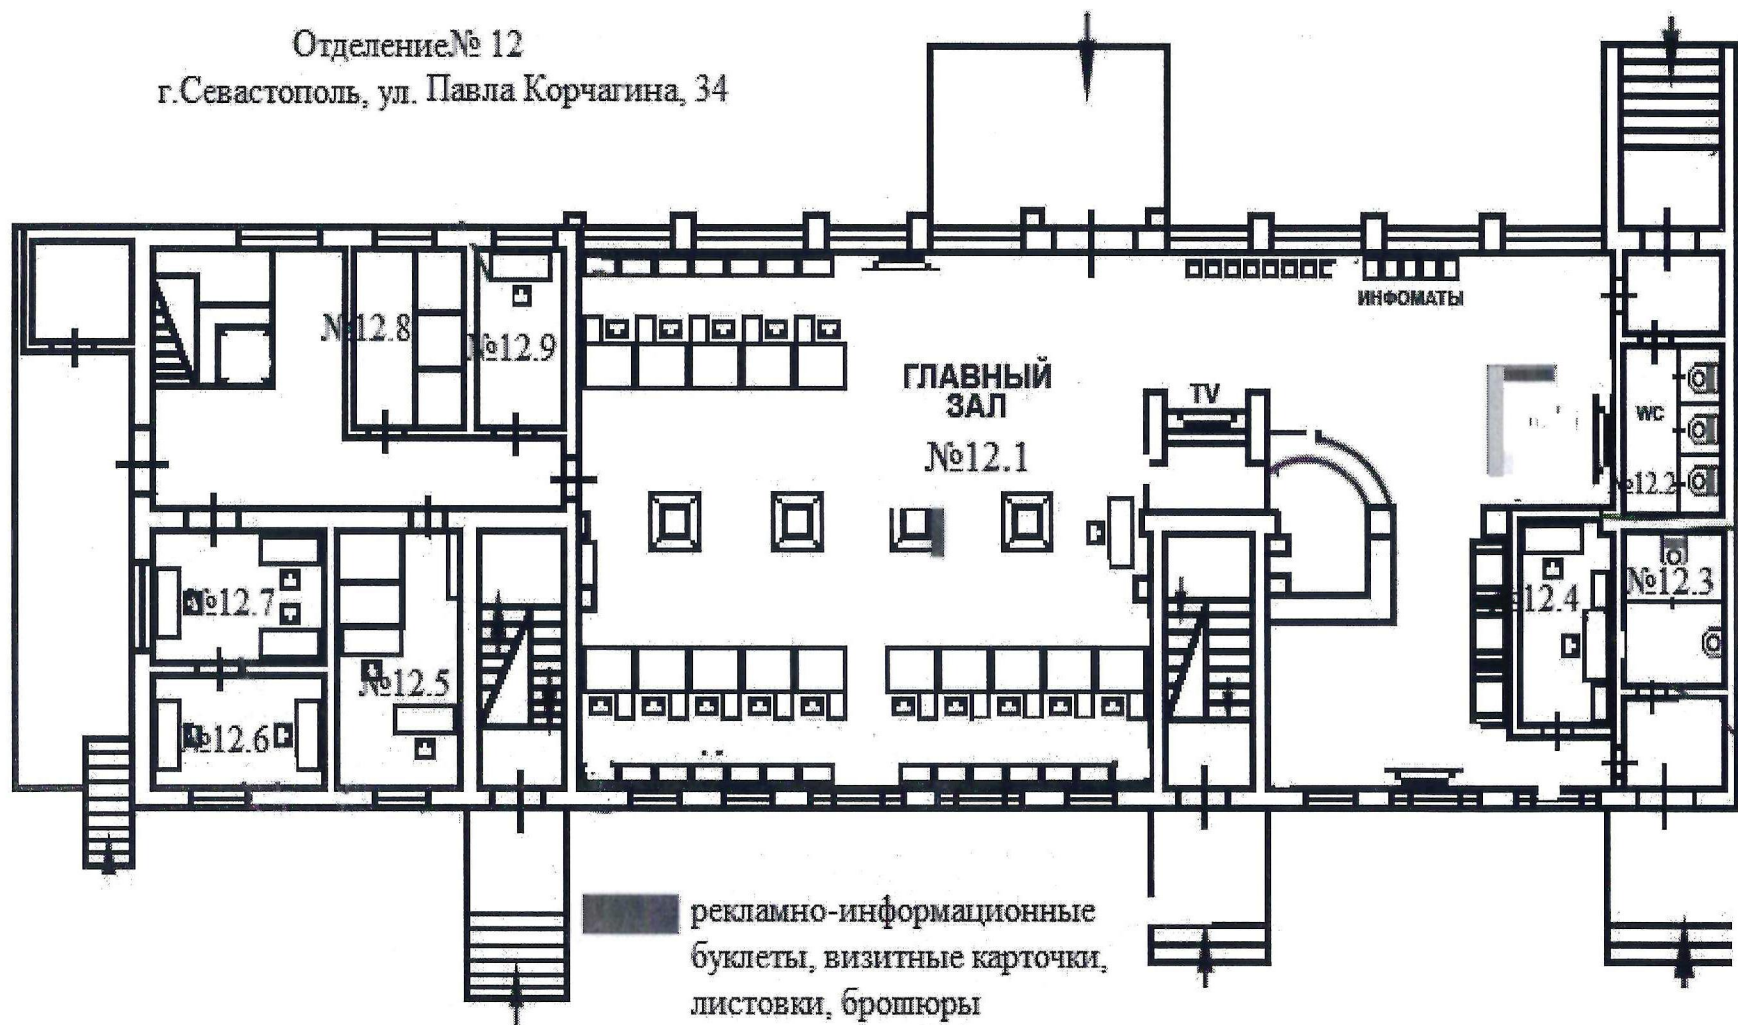 Отделение№ 12
г.Севастополь, ул. Павла Корчагина, 34
ИНФОМАТЫ
№12.8
№12.9
ГЛАВНЫЙ
ЗАЛ
TV
WC
№12.1
№12.2
№12.7
№12.3
№12.4
№12.5
№12.6
рекламно-информационные
буклеты, визитные карточки,
листовки, брошюры